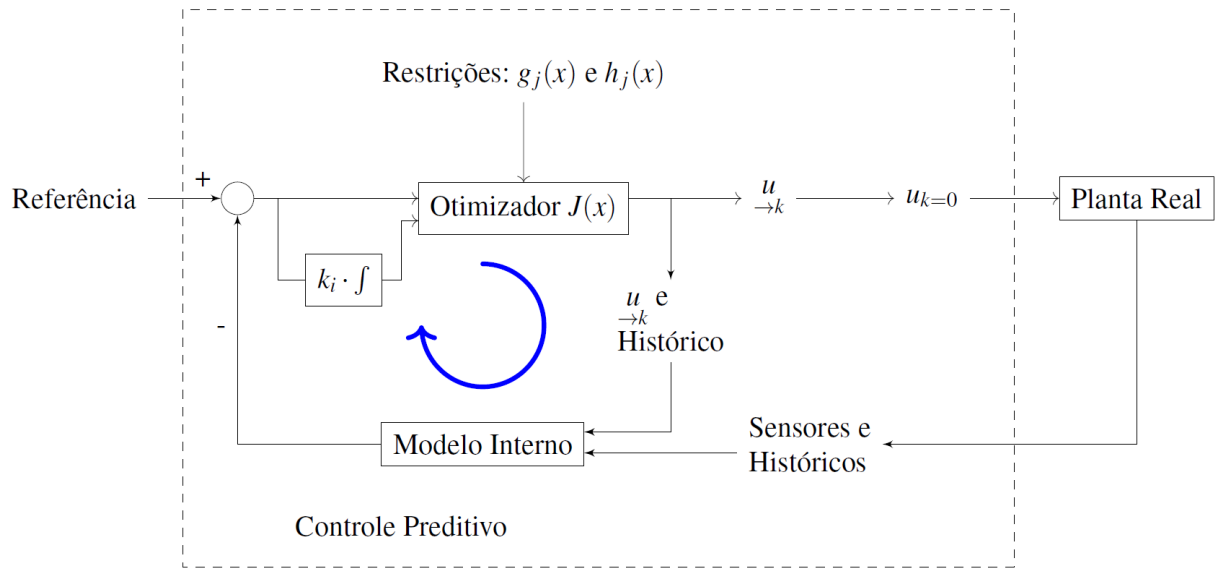 Restrições: g_j(x) e h_j(x)
Referência
+
Otimizador J(x)
u
→k
u_{k=0}
Planta Real
k_i · ∫
-
u e
→k
Histórico
Modelo Interno
Sensores e
Históricos
Controle Preditivo